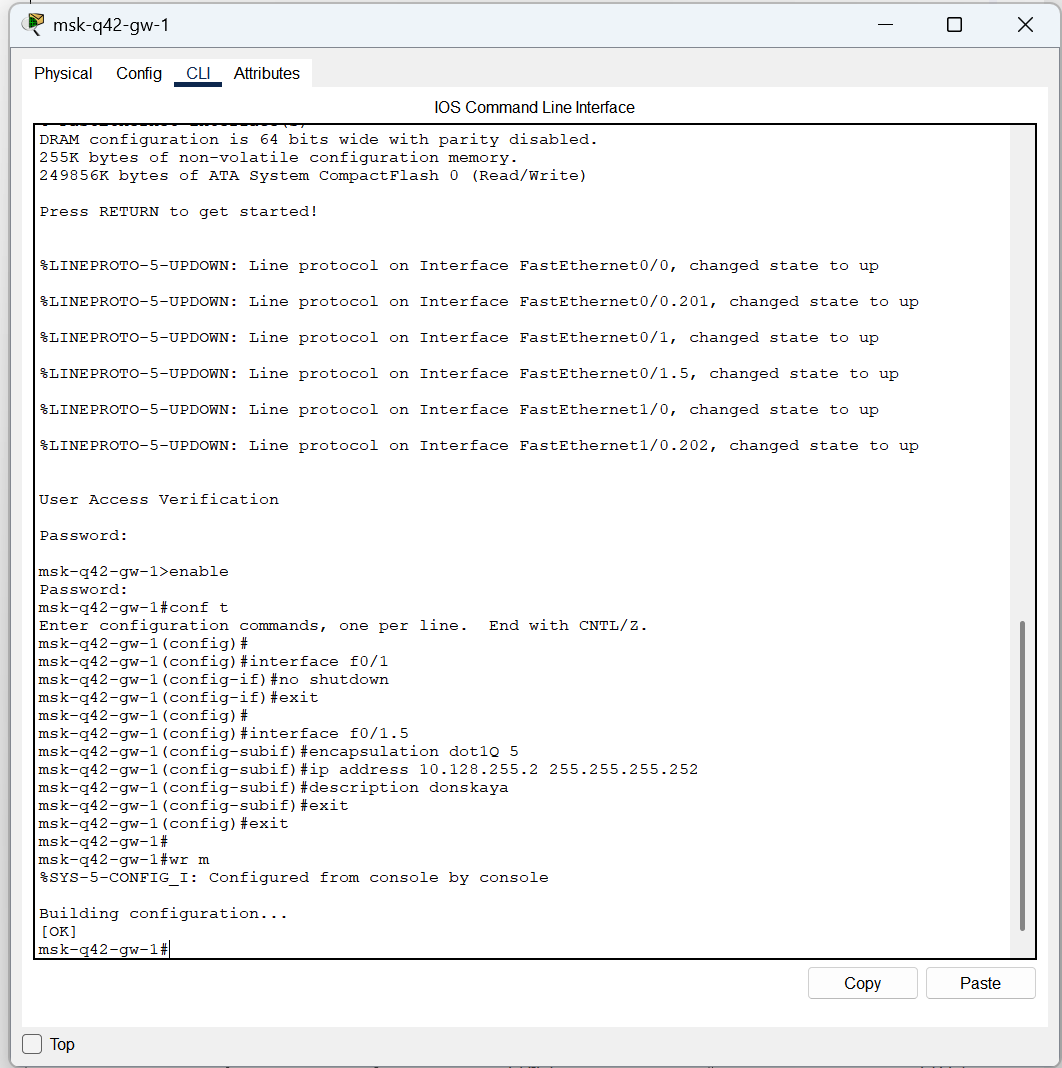 msk-q42-gw-1
Physical Config CLI Attributes
IOS Command Line Interface
DRAM configuration is 64 bits wide with parity disabled.
255K bytes of non-volatile configuration memory.
249856K bytes of ATA System CompactFlash 0 (Read/Write)
Press RETURN to get started!
%LINEPROTO-5-UPDOWN: Line protocol on Interface FastEthernet0/0, changed state to up
%LINEPROTO-5-UPDOWN: Line protocol on Interface FastEthernet0/0.201, changed state to up
%LINEPROTO-5-UPDOWN: Line protocol on Interface FastEthernet0/1, changed state to up
%LINEPROTO-5-UPDOWN: Line protocol on Interface FastEthernet0/1.5, changed state to up
%LINEPROTO-5-UPDOWN: Line protocol on Interface FastEthernet1/0, changed state to up
%LINEPROTO-5-UPDOWN: Line protocol on Interface FastEthernet1/0.202, changed state to up
User Access Verification
Password:
msk-q42-gw-1>enable
Password:
msk-q42-gw-1#conf t
Enter configuration commands, one per line.  End with CNTL/Z.
msk-q42-gw-1(config)#
msk-q42-gw-1(config)#interface f0/1
msk-q42-gw-1(config-if)#no shutdown
msk-q42-gw-1(config-if)#exit
msk-q42-gw-1(config)#
msk-q42-gw-1(config)#interface f0/1.5
msk-q42-gw-1(config-subif)#encapsulation dot1Q 5
msk-q42-gw-1(config-subif)#ip address 10.128.255.2 255.255.255.252
msk-q42-gw-1(config-subif)#description donskaya
msk-q42-gw-1(config-subif)#exit
msk-q42-gw-1(config)#exit
msk-q42-gw-1#
msk-q42-gw-1#wr m
%SYS-5-CONFIG_I: Configured from console by console
Building configuration...
[OK]
msk-q42-gw-1#
Copy Paste
Top